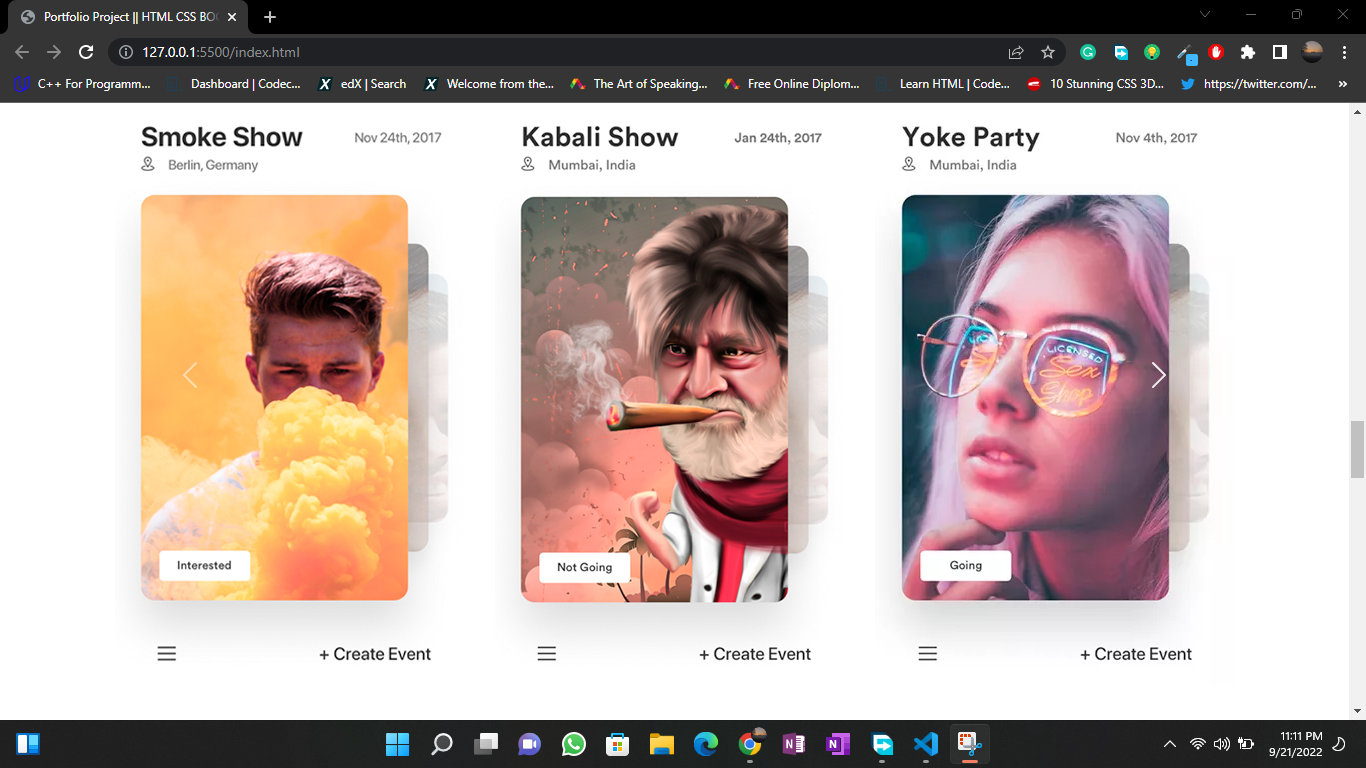 Portfolio Project || HTML CSS BOO
127.0.0.1:5500/index.html
C++ For Programm...
Dashboard | Codec...
edX | Search
Welcome from the...
The Art of Speaking...
Free Online Diplom...
Learn HTML | Code...
10 Stunning CSS 3D...
https://twitter.com/...
Smoke Show
Nov 24th, 2017
Berlin, Germany
Kabali Show
Jan 24th, 2017
Mumbai, India
Yoke Party
Nov 4th, 2017
Mumbai, India
LICENSED
Sex
Shop
Interested
Not Going
Going
+ Create Event
+ Create Event
+ Create Event
11:11 PM
9/21/2022